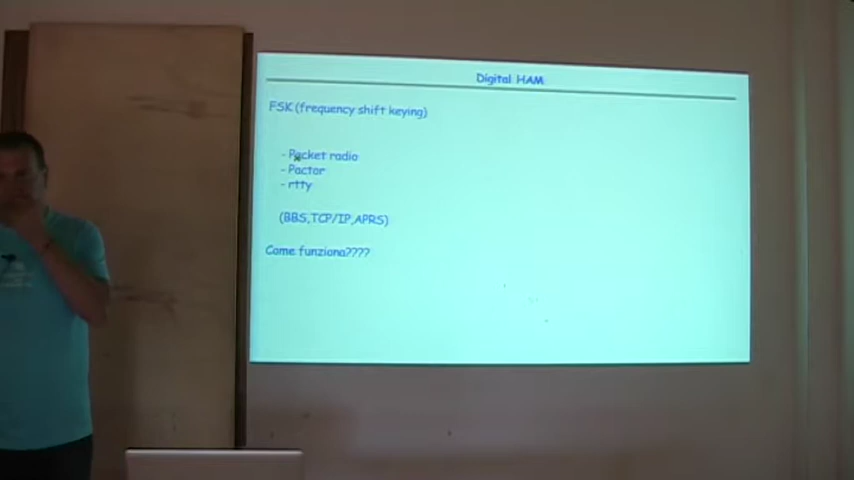 Digital HAM
FSK (frequency shift keying)
- Packet radio
- Pactor
- rtty
(BBS,TCP/IP,APRS)
Come funziona????